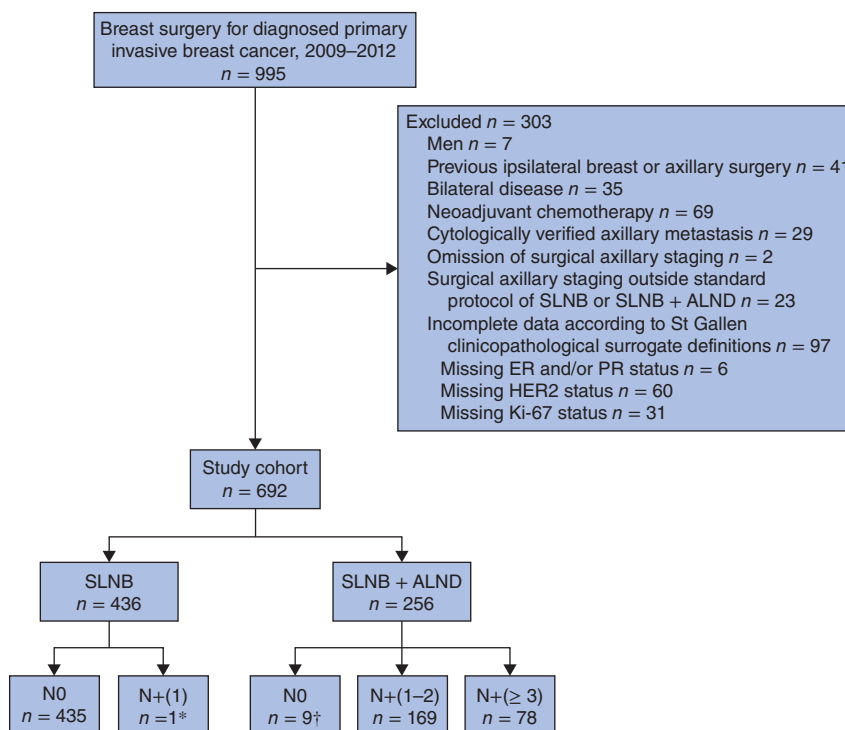 Breast surgery for diagnosed primary
invasive breast cancer, 2009–2012
n = 995
Excluded n = 303
Men n = 7
Previous ipsilateral breast or axillary surgery n = 41
Bilateral disease n = 35
Neoadjuvant chemotherapy n = 69
Cytologically verified axillary metastasis n = 29
Omission of surgical axillary staging n = 2
Surgical axillary staging outside standard
protocol of SLNB or SLNB + ALND n = 23
Incomplete data according to St Gallen
clinicopathological surrogate definitions n = 97
Missing ER and/or PR status n = 6
Missing HER2 status n = 60
Missing Ki-67 status n = 31
Study cohort
n = 692
SLNB
n = 436
SLNB + ALND
n = 256
N0
n = 435
N+(1)
n =1*
N0
n = 9†
N+(1–2)
n = 169
N+(≥ 3)
n = 78